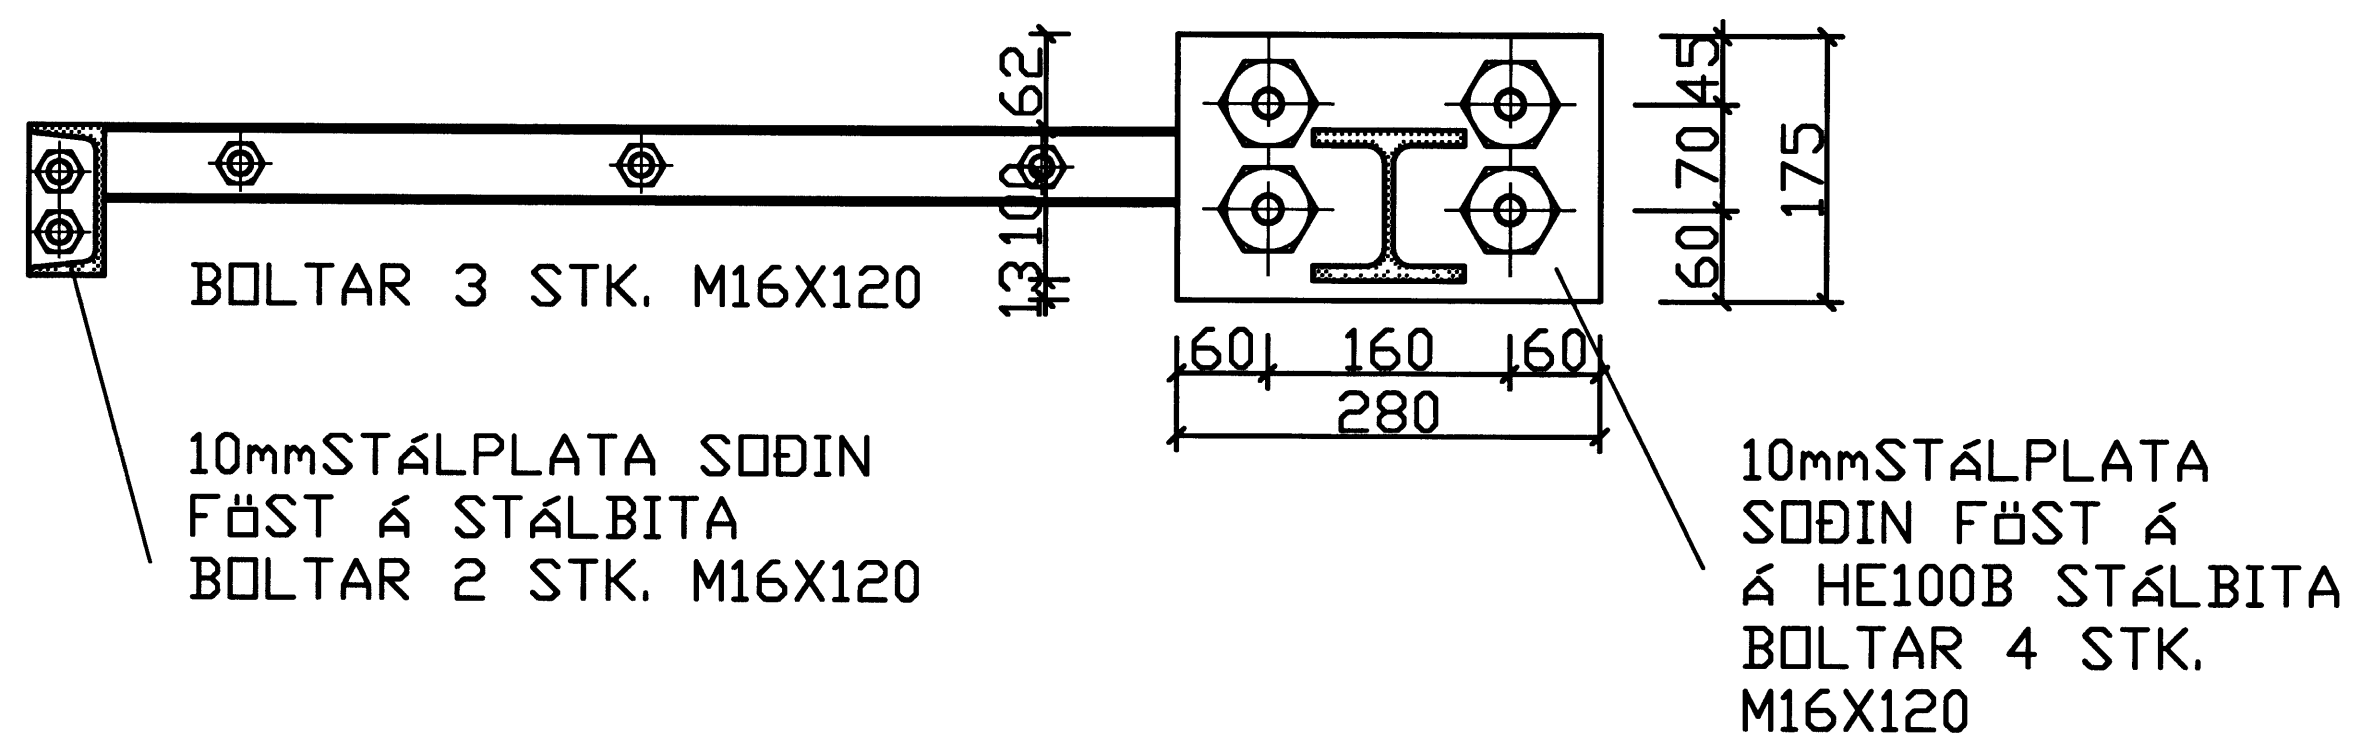 62
100
13
45
70
60
175
BOLTAR 3 STK. M16X120
60 160 60
280
10mmSTÁLPLATA SOÐIN
FÖST Á STÁLBITA
BOLTAR 2 STK. M16X120
10mmSTÁLPLATA
SOÐIN FÖST Á
Á HE100B STÁLBITA
BOLTAR 4 STK.
M16X120